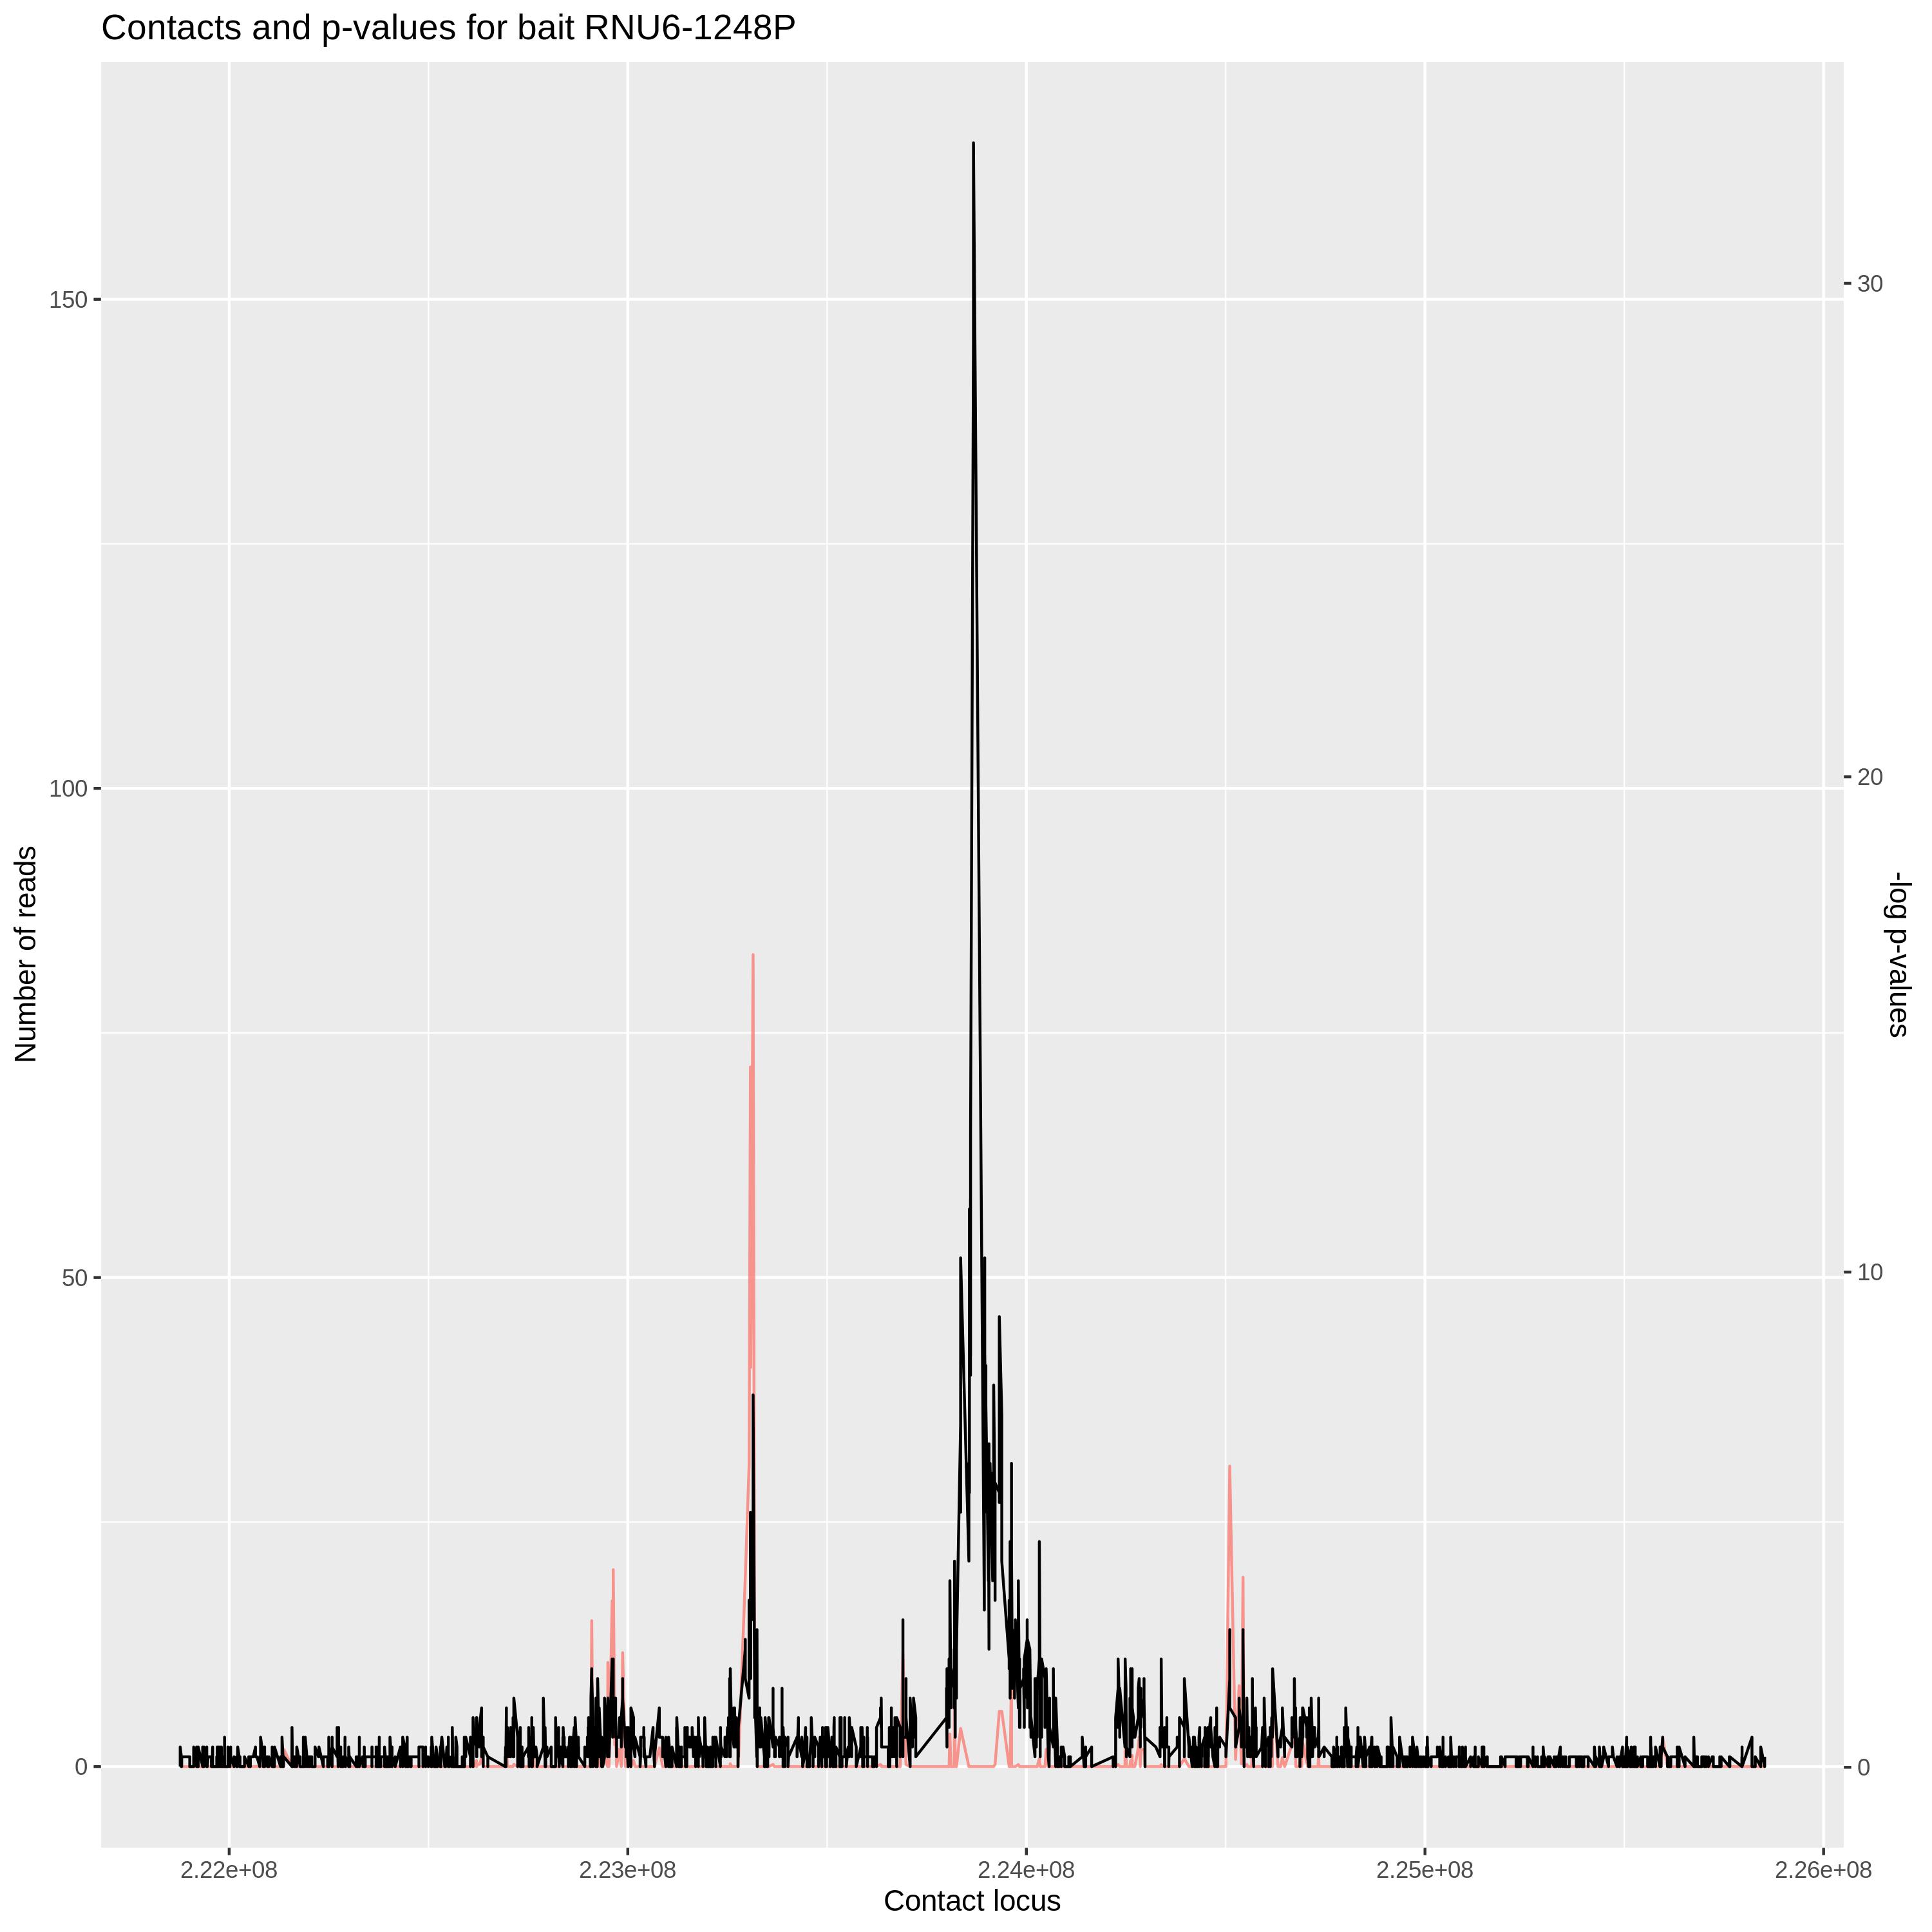 Contacts and p-values for bait RNU6-1248P
150
100
50
0
30
20
10
0
Number of reads
-log p-values
2.22e+08
2.23e+08
2.24e+08
2.25e+08
2.26e+08
Contact locus